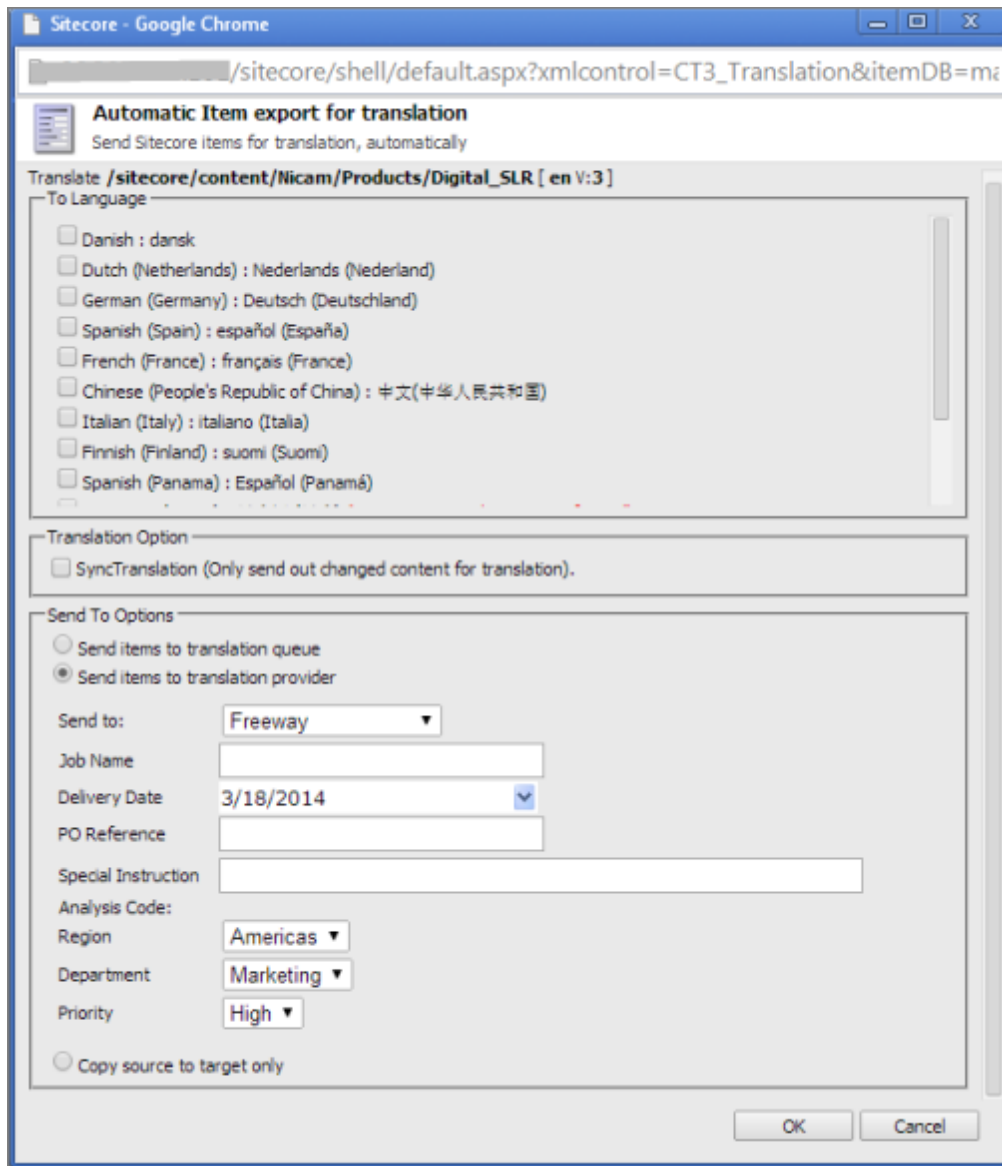 Sitecore - Google Chrome
/sitecore/shell/default.aspx?xmlcontrol=CT3_Translation&itemDB=ma
Automatic Item export for translation
Send Sitecore items for translation, automatically
Translate /sitecore/content/Nicam/Products/Digital_SLR [ en V:3 ]
To Language
Danish : dansk
Dutch (Netherlands) : Nederlands (Nederland)
German (Germany) : Deutsch (Deutschland)
Spanish (Spain) : español (España)
French (France) : français (France)
Chinese (People's Republic of China) : 中文(中华人民共和国)
Italian (Italy) : italiano (Italia)
Finnish (Finland) : suomi (Suomi)
Spanish (Panama) : Español (Panamá)
Translation Option
SyncTranslation (Only send out changed content for translation).
Send To Options
Send items to translation queue
Send items to translation provider
Send to: Freeway
Job Name
Delivery Date 3/18/2014
PO Reference
Special Instruction
Analysis Code:
Region Americas
Department Marketing
Priority High
Copy source to target only
OK Cancel